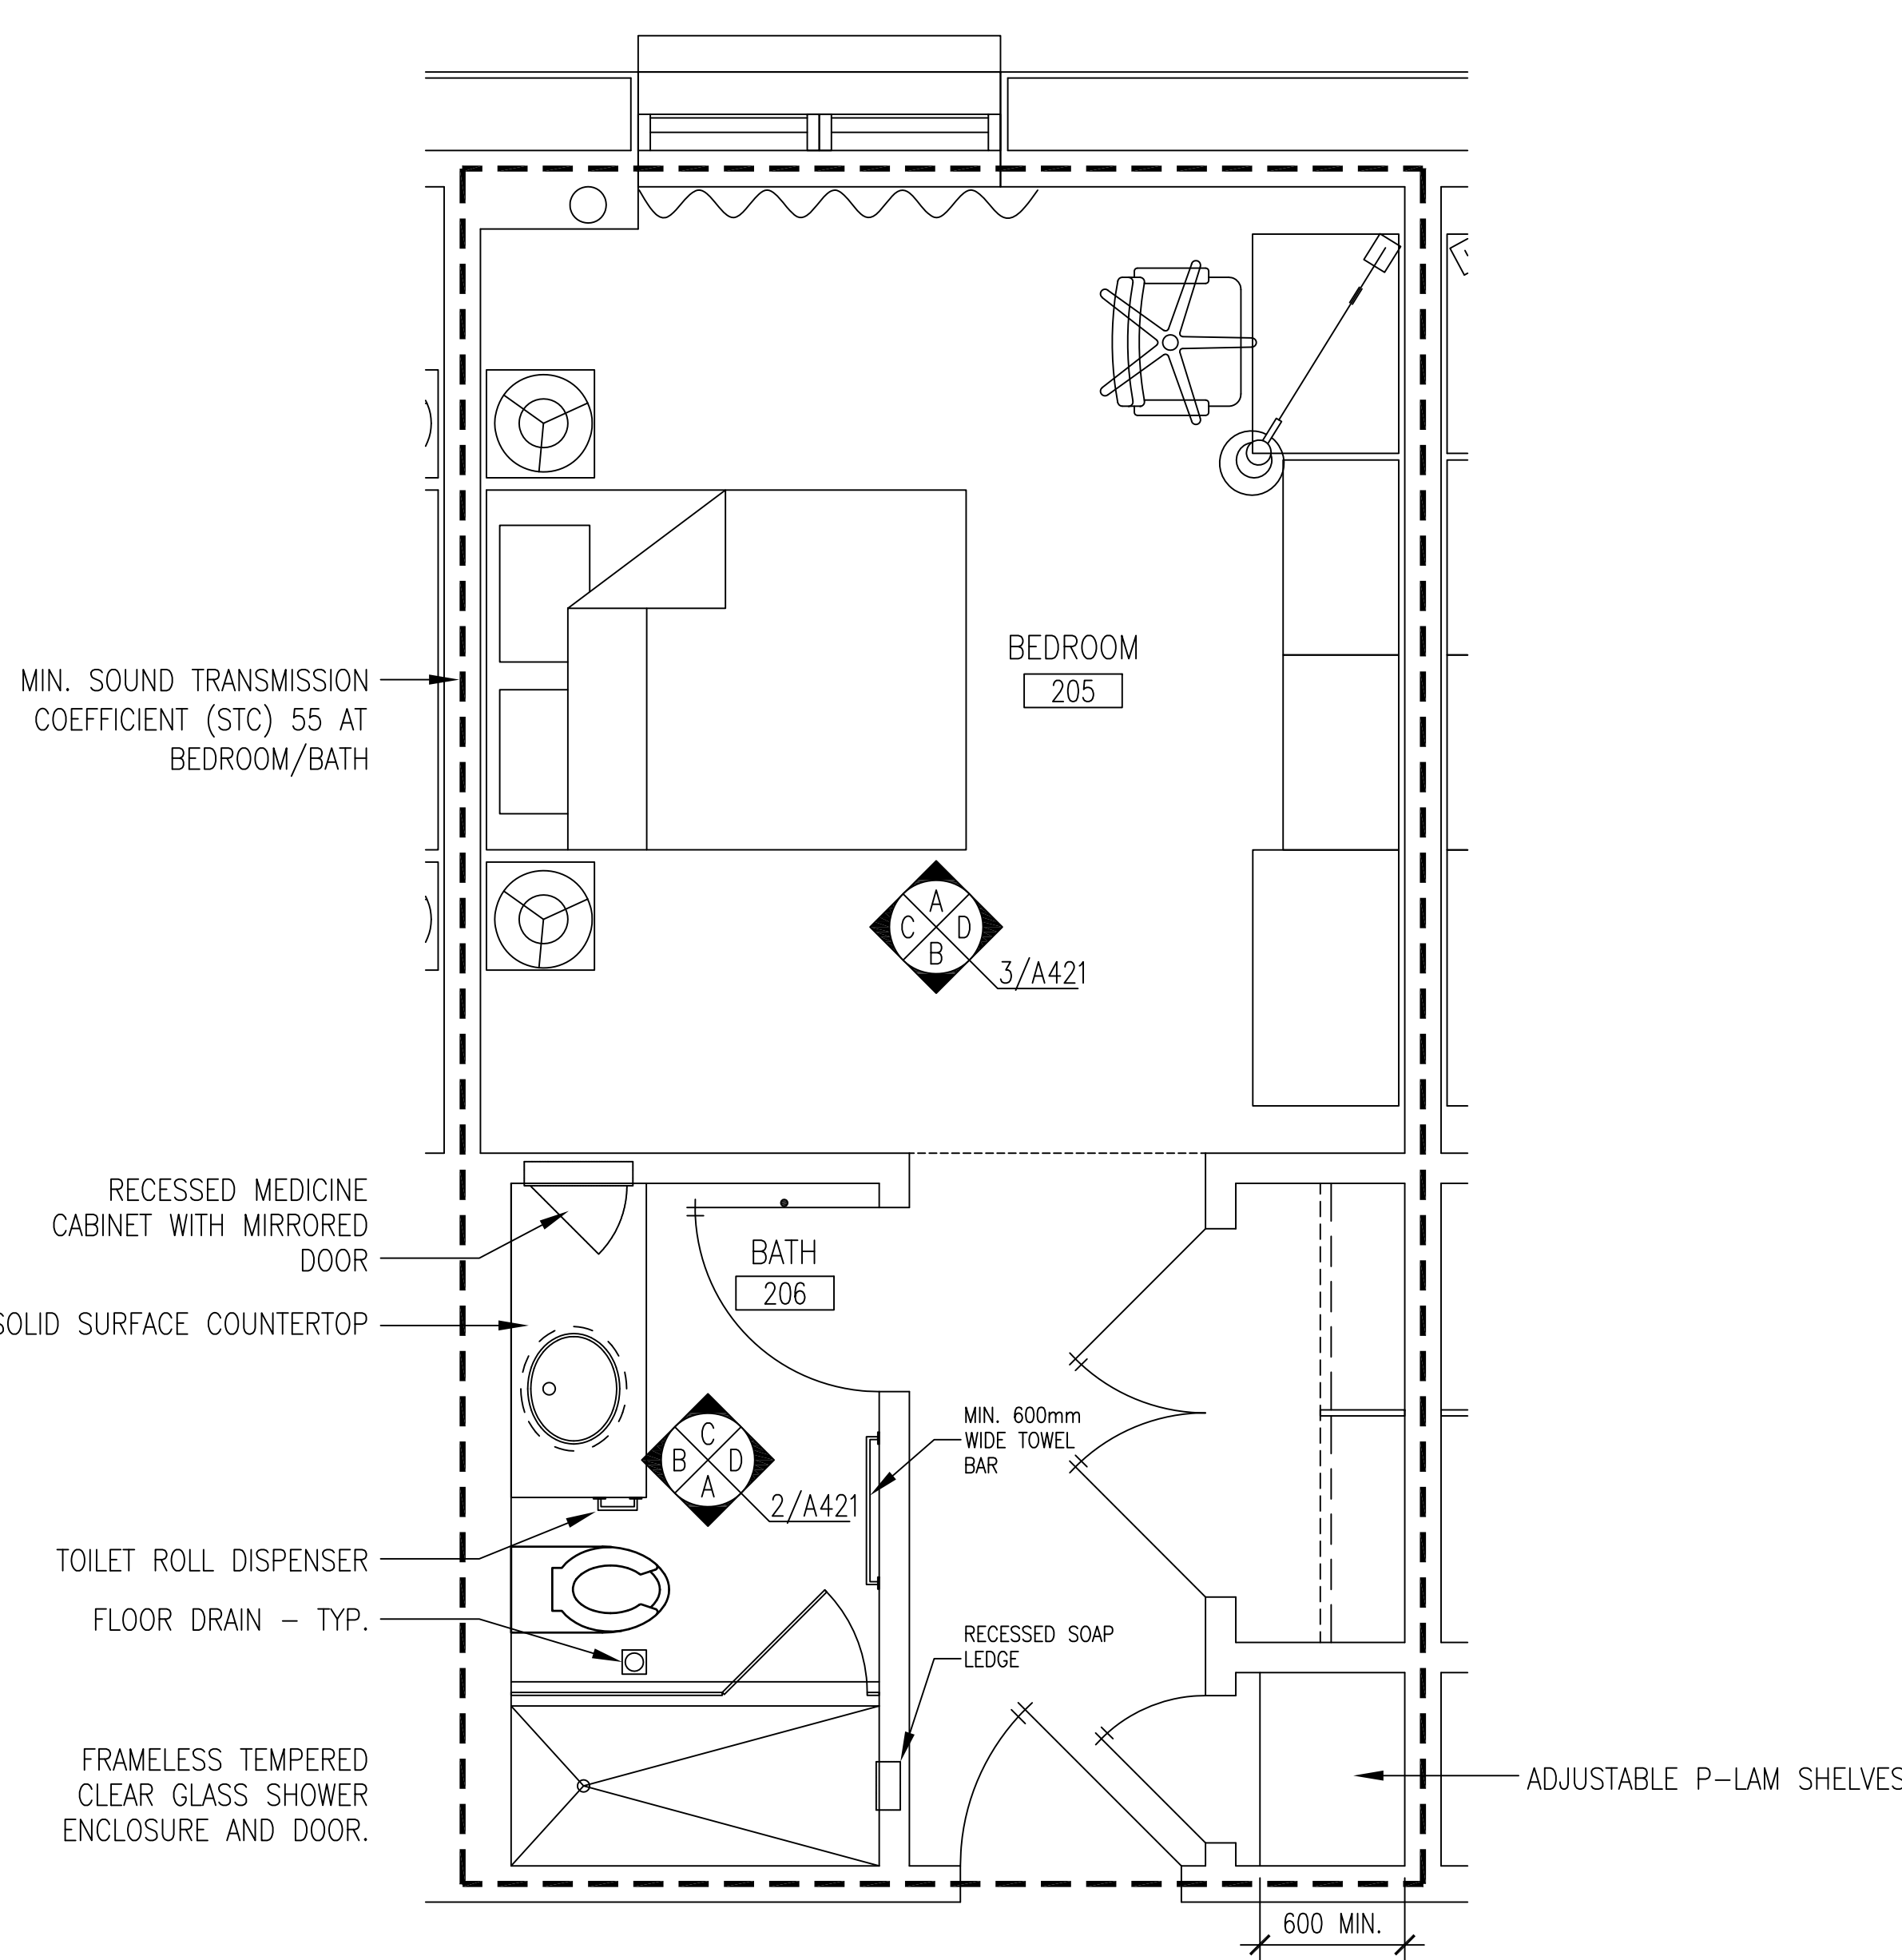 BEDROOM
205
MIN. SOUND TRANSMISSION
COEFFICIENT (STC) 55 AT
BEDROOM/BATH
A
C D
B
3/A421
RECESSED MEDICINE
CABINET WITH MIRRORED
DOOR
BATH
206
SOLID SURFACE COUNTERTOP
MIN. 600mm
WIDE TOWEL
BAR
C
B D
A
2/A421
TOILET ROLL DISPENSER
FLOOR DRAIN - TYP.
RECESSED SOAP
LEDGE
FRAMELESS TEMPERED
CLEAR GLASS SHOWER
ENCLOSURE AND DOOR.
ADJUSTABLE P-LAM SHELVES
600 MIN.